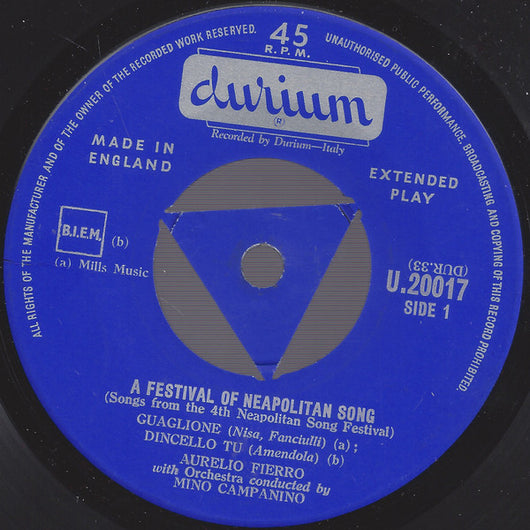 ALL RIGHTS OF THE MANUFACTURER AND OF THE OWNER OF THE RECORDED WORK RESERVED. UNAUTHORISED PUBLIC PERFORMANCE, BROADCASTING AND COPYING OF THIS RECORD PROHIBITED.
45
R.P.M.
durium
®
Recorded by Durium—Italy
MADE IN
ENGLAND
EXTENDED
PLAY
B.I.E.M. (b)
(a) Mills Music
(DUR.33)
U.20017
SIDE 1
A FESTIVAL OF NEAPOLITAN SONG
(Songs from the 4th Neapolitan Song Festival)
GUAGLIONE (Nisa, Fanciulli) (a);
DINCELLO TU (Amendola) (b)
AURELIO FIERRO
with Orchestra conducted by
MINO CAMPANINO